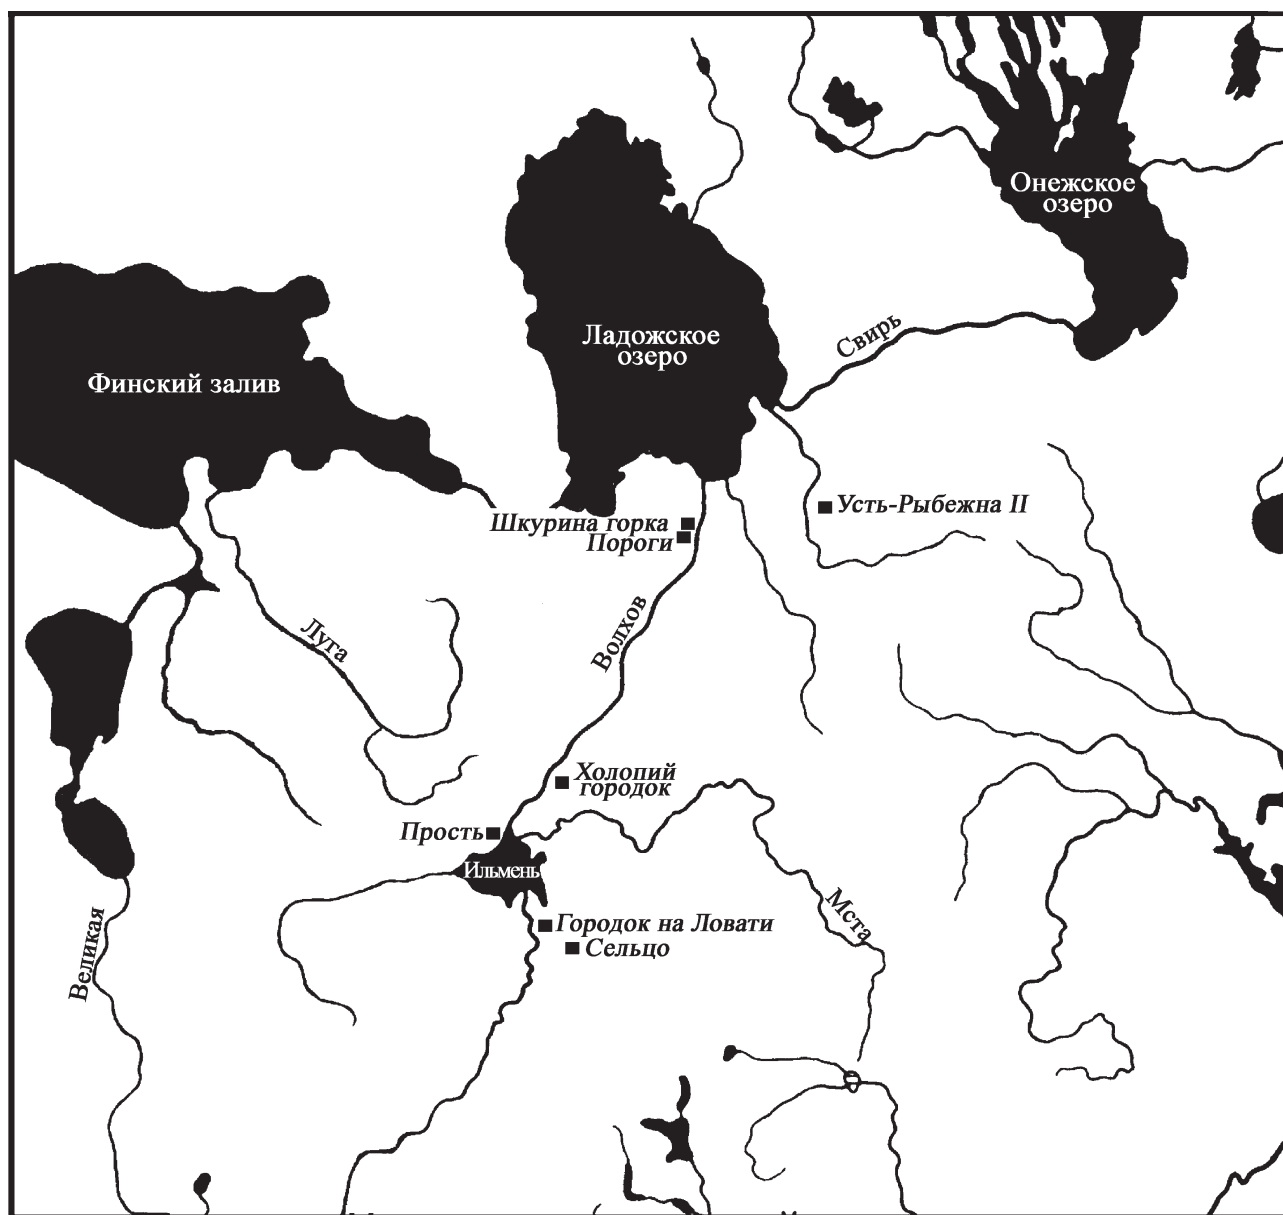 Онежское
озеро
Ладожское
озеро
Свирь
Финский залив
Усть-Рыбежна II
Шкурина горка
Пороги
Волхов
Луга
Холопий
городок
Прость
Ильмень
Мста
Городок на Ловати
Сельцо
Великая